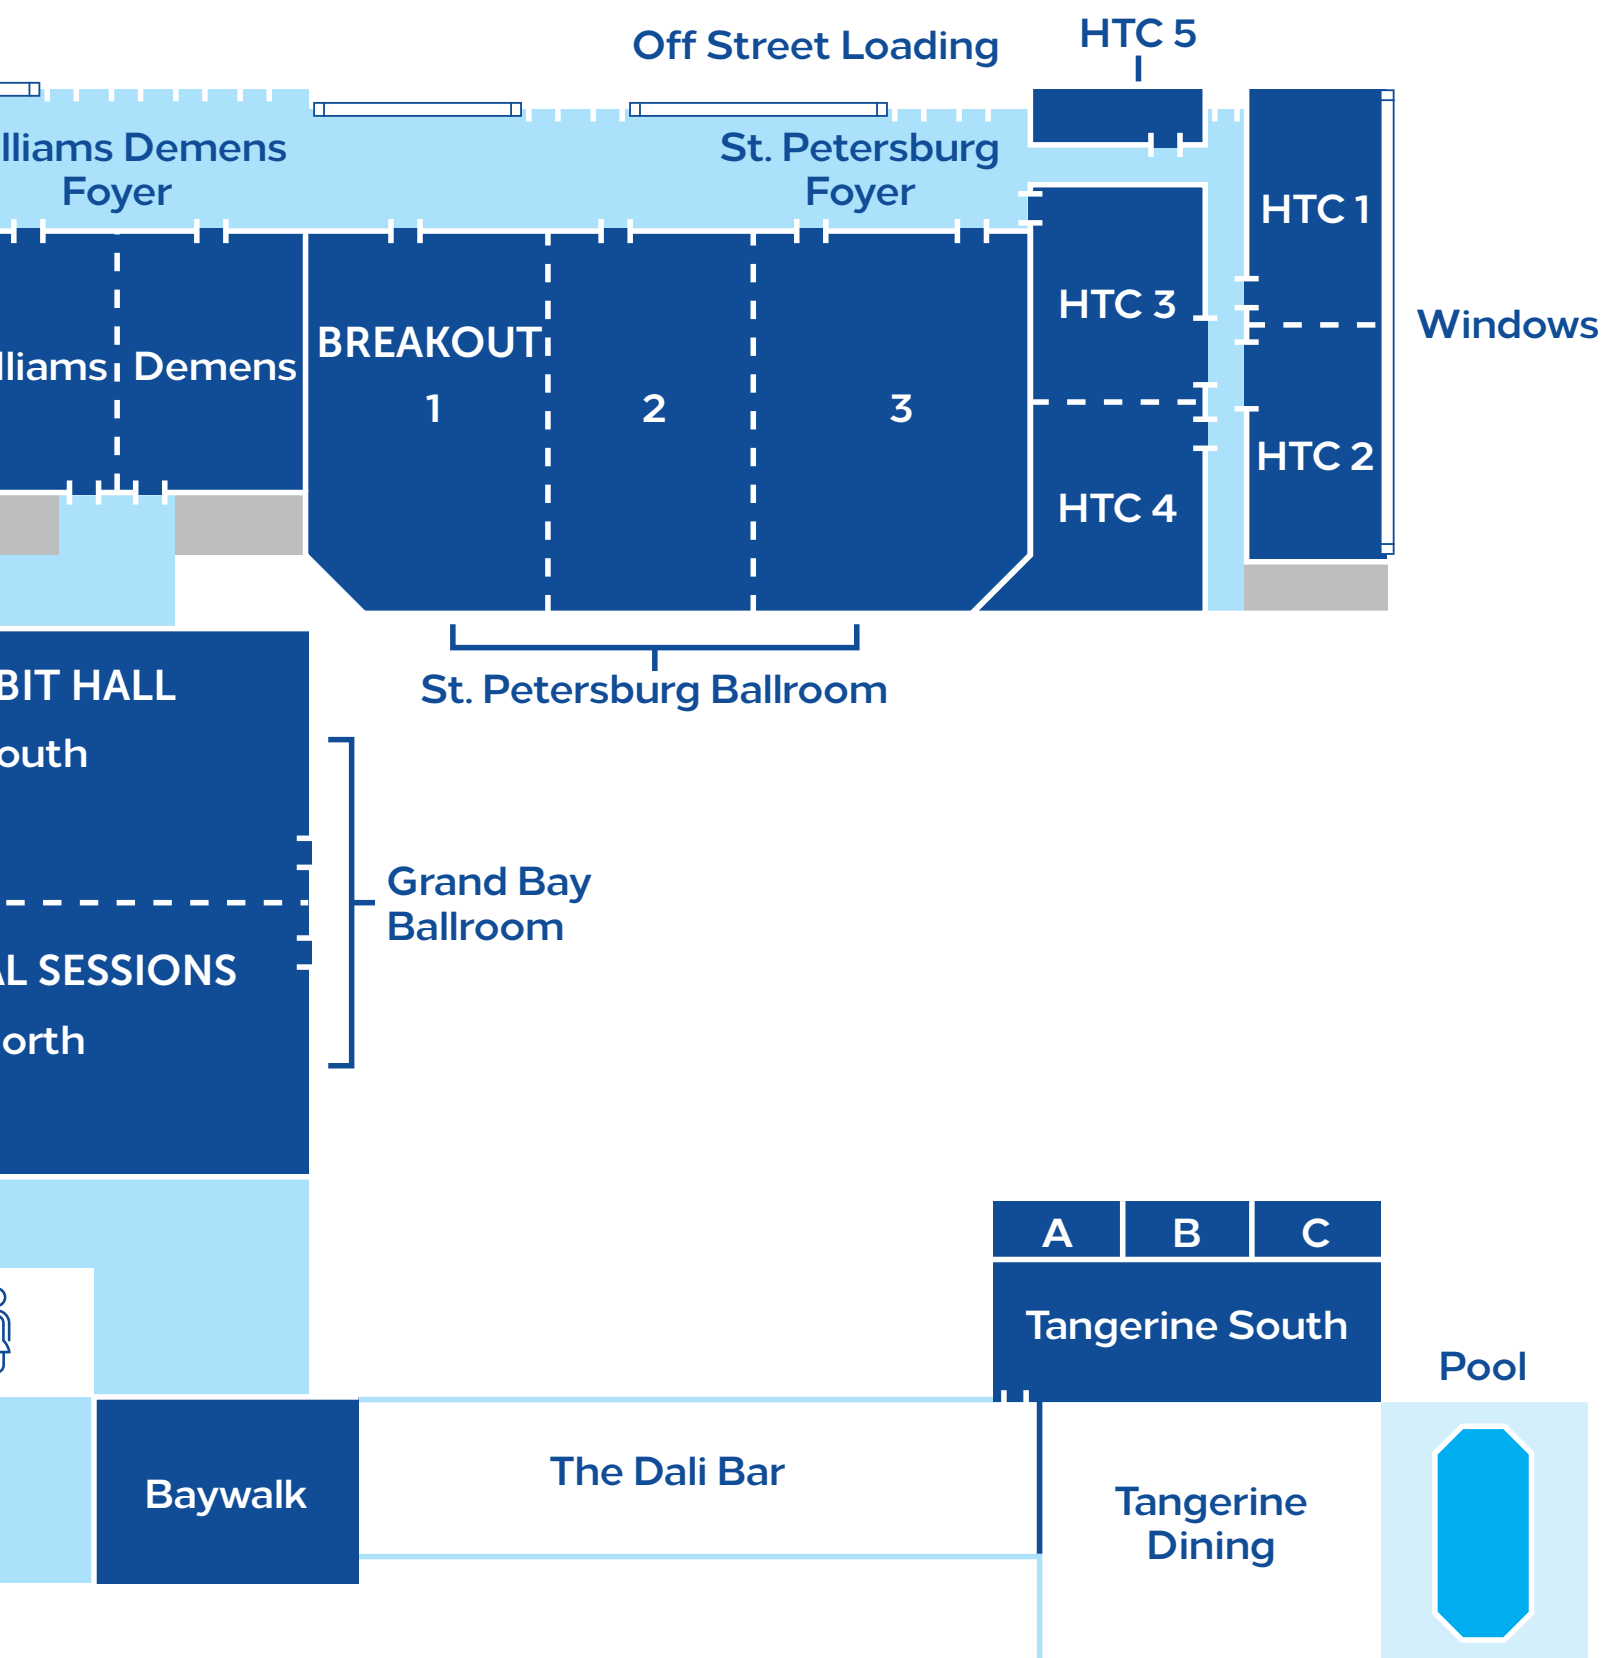 Off Street Loading
HTC 5
lliams Demens
Foyer
St. Petersburg
Foyer
HTC 1
HTC 3
Windows
BREAKOUT
lliams
Demens
1
2
3
HTC 2
HTC 4
BIT HALL
St. Petersburg Ballroom
outh
Grand Bay
Ballroom
AL SESSIONS
orth
A
B
C
Tangerine South
Pool
The Dali Bar
Baywalk
Tangerine
Dining